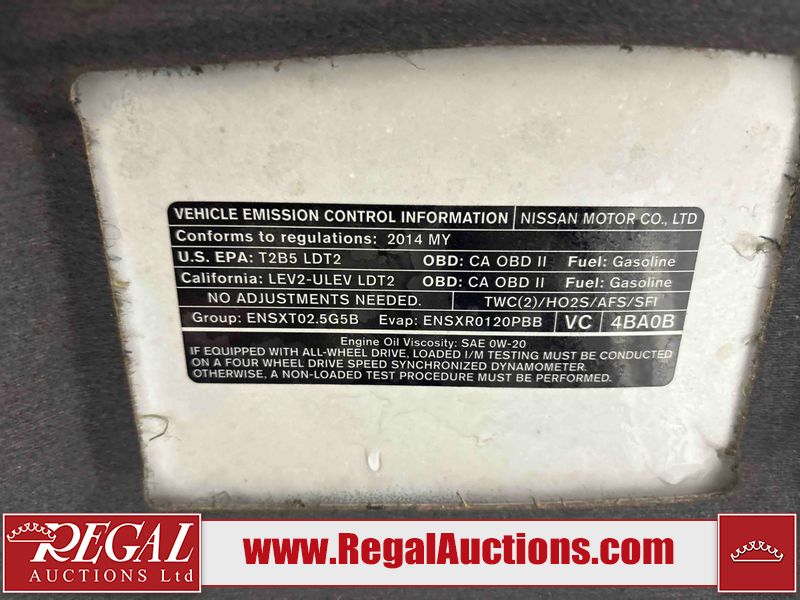 VEHICLE EMISSION CONTROL INFORMATION NISSAN MOTOR CO., LTD
Conforms to regulations: 2014 MY
U.S. EPA: T2B5 LDT2 OBD: CA OBD II Fuel: Gasoline
California: LEV2-ULEV LDT2 OBD: CA OBD II Fuel: Gasoline
NO ADJUSTMENTS NEEDED. TWC(2)/HO2S/AFS/SFI
Group: ENSXT02.5G5B Evap: ENSXR0120PBB VC 4BA0B
Engine Oil Viscosity: SAE 0W-20
IF EQUIPPED WITH ALL-WHEEL DRIVE, LOADED I/M TESTING MUST BE CONDUCTED
ON A FOUR WHEEL DRIVE SPEED SYNCHRONIZED DYNAMOMETER.
OTHERWISE, A NON-LOADED TEST PROCEDURE MUST BE PERFORMED.
REGAL
AUCTIONS Ltd
www.RegalAuctions.com